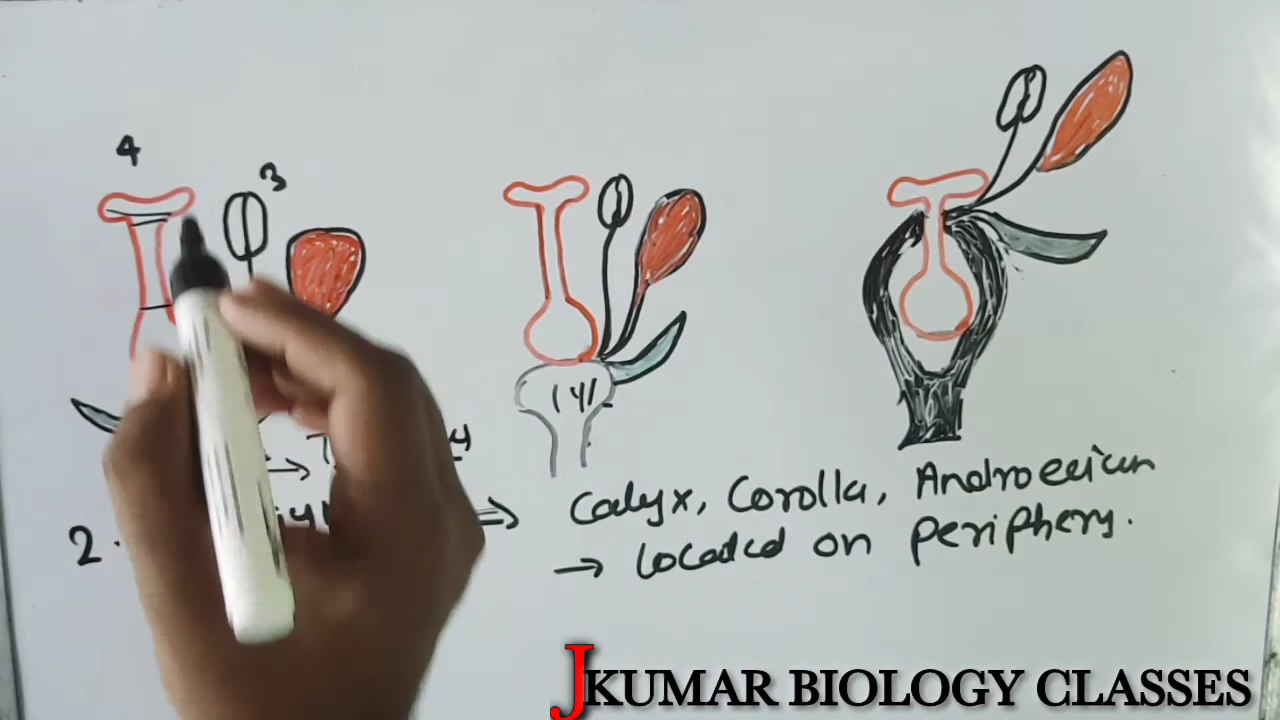 4
3
2.
⇒ Calyx, Corolla, Androecium
→ located on periphery.
JKUMAR BIOLOGY CLASSES